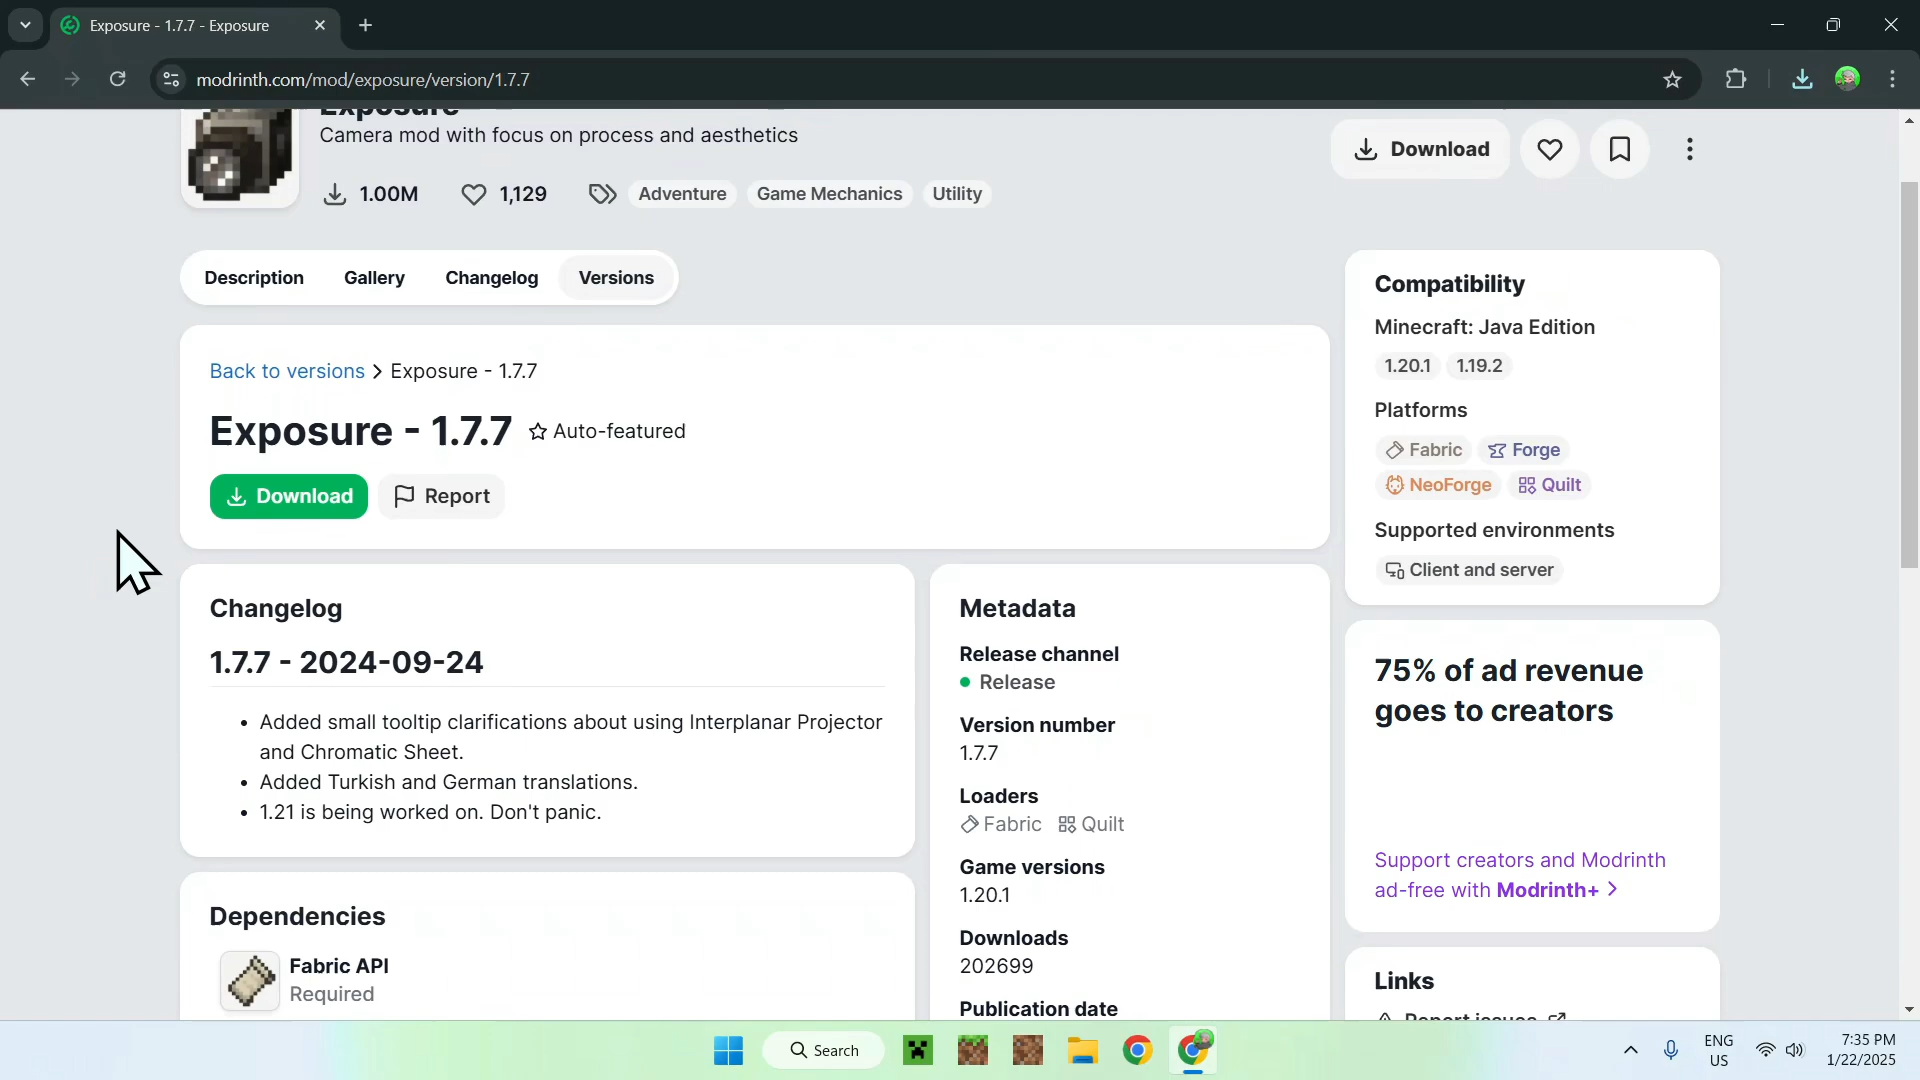 Exposure - 1.7.7 - Exposure
modrinth.com/mod/exposure/version/1.7.7
Exposure
Camera mod with focus on process and aesthetics
Download
1.00M 1,129 Adventure Game Mechanics Utility
Description Gallery Changelog Versions
Back to versions > Exposure - 1.7.7
Exposure - 1.7.7 Auto-featured
Download Report
Changelog
1.7.7 - 2024-09-24
• Added small tooltip clarifications about using Interplanar Projector
and Chromatic Sheet.
• Added Turkish and German translations.
• 1.21 is being worked on. Don't panic.
Dependencies
Fabric API
Required
Metadata
Release channel
Release
Version number
1.7.7
Loaders
Fabric Quilt
Game versions
1.20.1
Downloads
202699
Publication date
Compatibility
Minecraft: Java Edition
1.20.1 1.19.2
Platforms
Fabric Forge
NeoForge Quilt
Supported environments
Client and server
75% of ad revenue
goes to creators
Support creators and Modrinth
ad-free with Modrinth+ >
Links
Report issues
Search
ENG
US
7:35 PM
1/22/2025